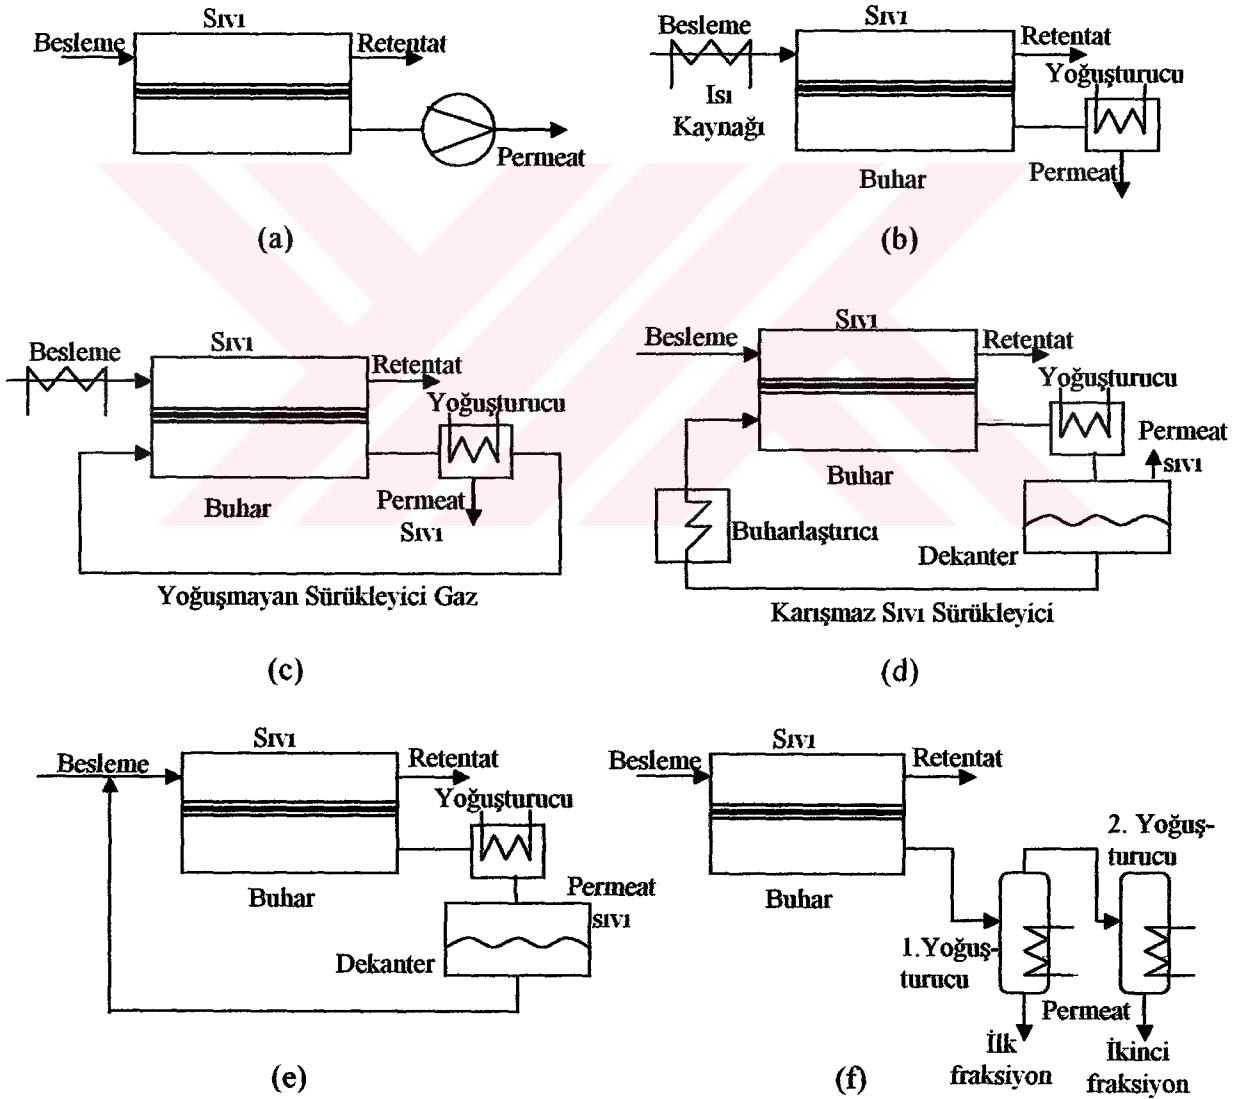 Sıvı
Besleme
Retentat
Permeat
(a)
Sıvı
Besleme
Retentat
Yoğuşturucu
Isı
Kaynağı
Permeat
Buhar
(b)
Sıvı
Besleme
Retentat
Yoğuşturucu
Permeat
Sıvı
Buhar
Yoğuşmayan Sürükleyici Gaz
(c)
Sıvı
Besleme
Retentat
Yoğuşturucu
Permeat
sıvı
Buhar
Buharlaştırıcı
Dekanter
Karışmaz Sıvı Sürükleyici
(d)
Sıvı
Besleme
Retentat
Yoğuşturucu
Buhar
Permeat
sıvı
Dekanter
(e)
Sıvı
Besleme
Retentat
Buhar
2. Yoğuş-
turucu
1.Yoğuş-
turucu
Permeat
İlk
fraksiyon
İkinci
fraksiyon
(f)